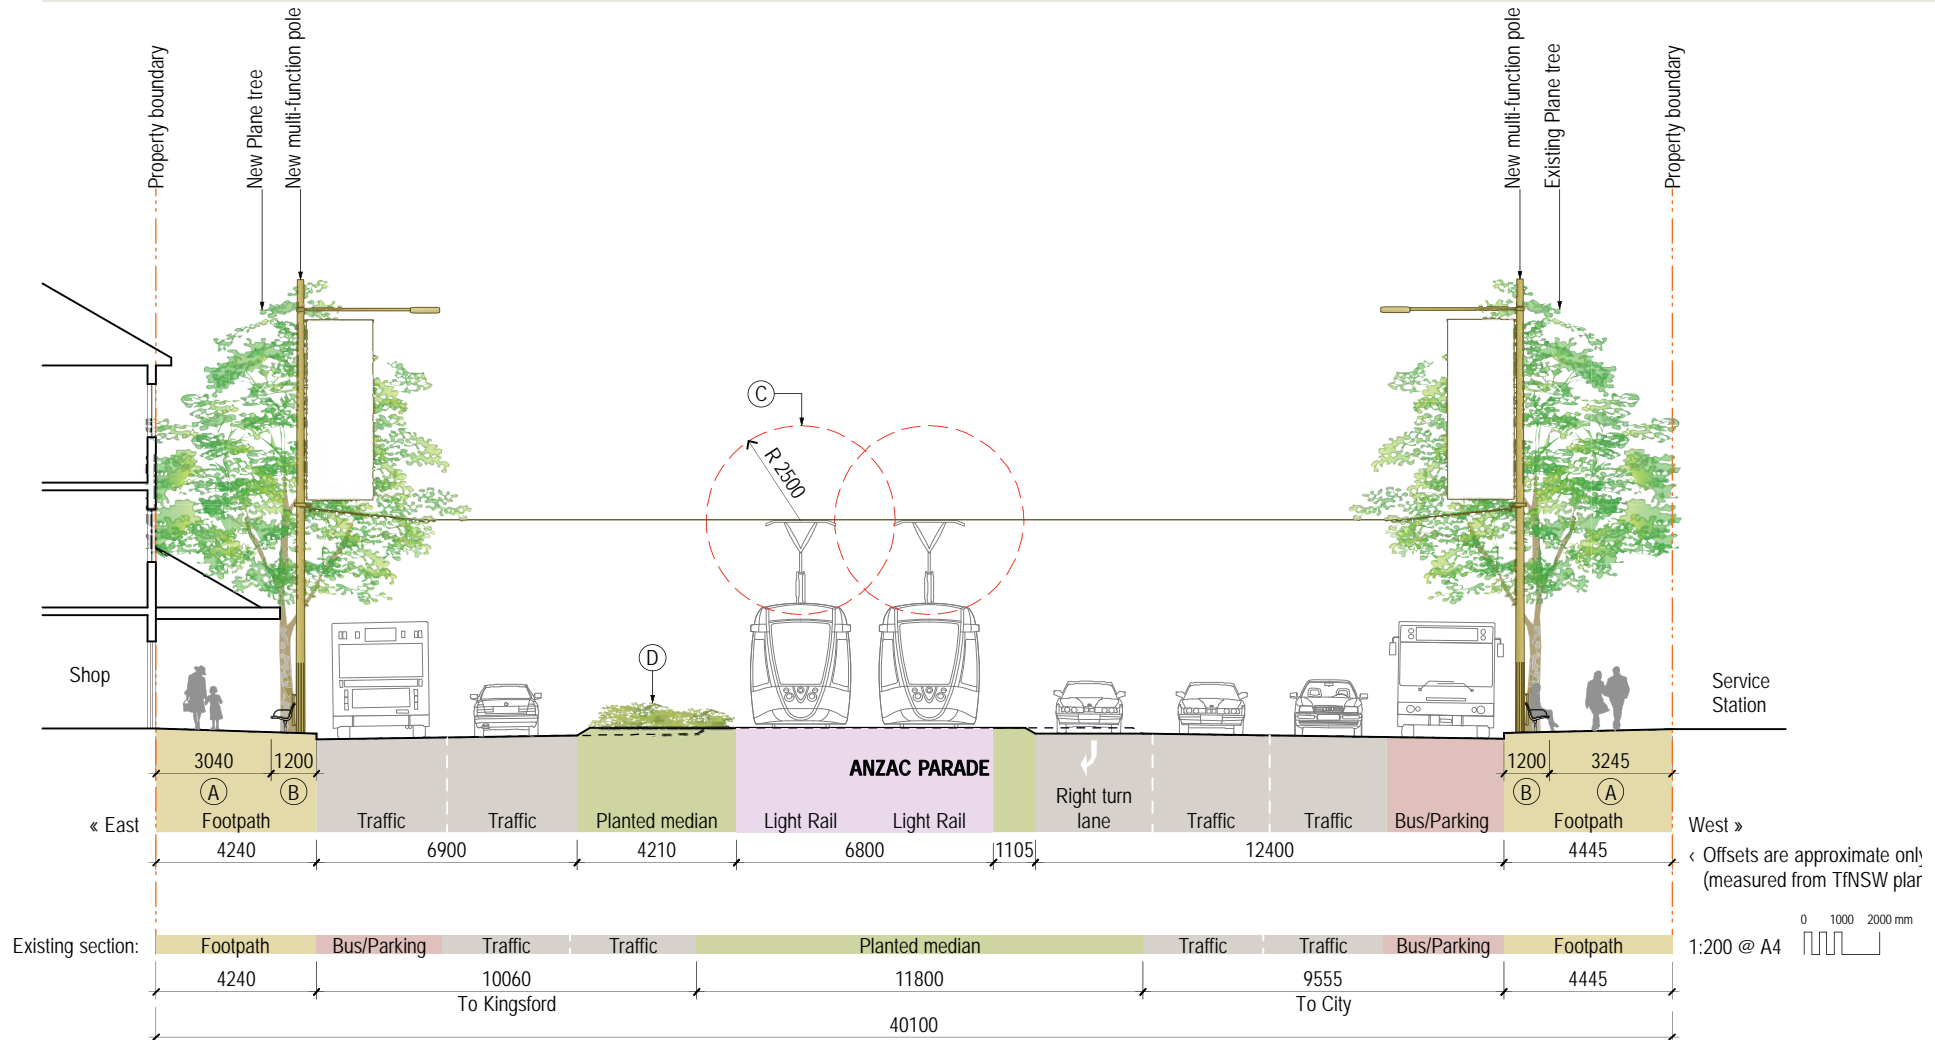 Property boundary
New Plane tree
New multi-function pole
New multi-function pole
Existing Plane tree
Property boundary
C
R 2500
D
Shop
Service
Station
3040
1200
1200
3245
A
B
B
A
ANZAC PARADE
Right turn
lane
« East
Footpath
Traffic
Traffic
Planted median
Light Rail
Light Rail
Traffic
Traffic
Bus/Parking
Footpath
West »
4240
6900
4210
6800
1105
12400
4445
‹ Offsets are approximate only
(measured from TfNSW plan
0 1000 2000 mm
Existing section:
Footpath
Bus/Parking
Traffic
Traffic
Planted median
Traffic
Traffic
Bus/Parking
Footpath
1:200 @ A4
4240
10060
11800
9555
4445
To Kingsford
To City
40100